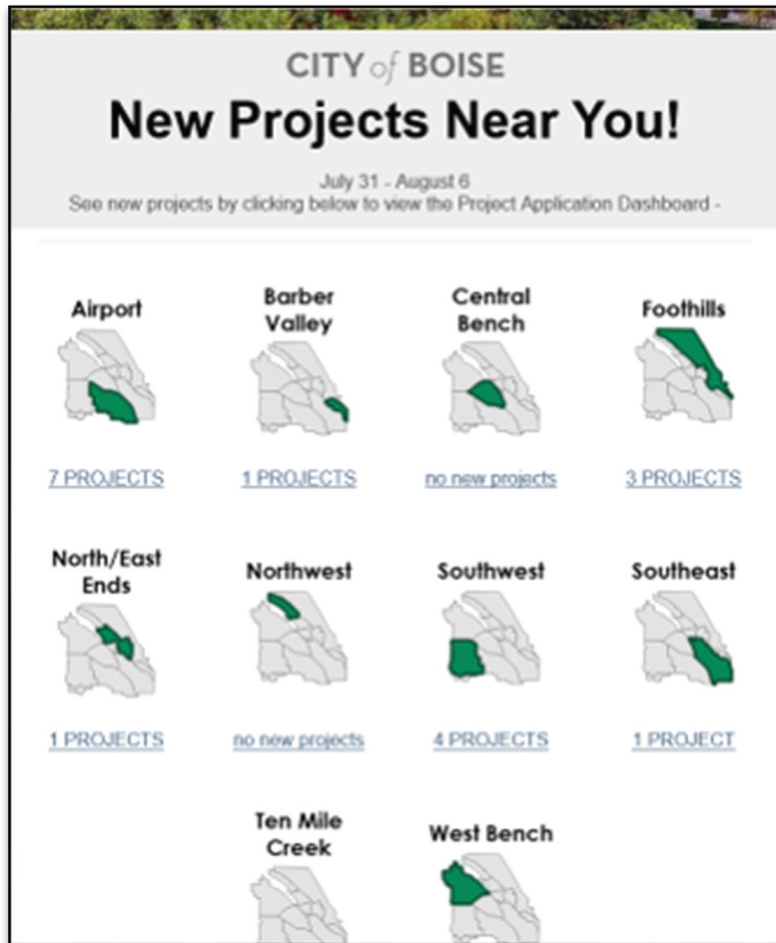 CITY of BOISE
New Projects Near You!
July 31 - August 6
See new projects by clicking below to view the Project Application Dashboard -
Airport
7 PROJECTS
Barber
Valley
1 PROJECTS
Central
Bench
no new projects
Foothills
3 PROJECTS
North/East
Ends
1 PROJECTS
Northwest
no new projects
Southwest
4 PROJECTS
Southeast
1 PROJECT
Ten Mile
Creek
West Bench